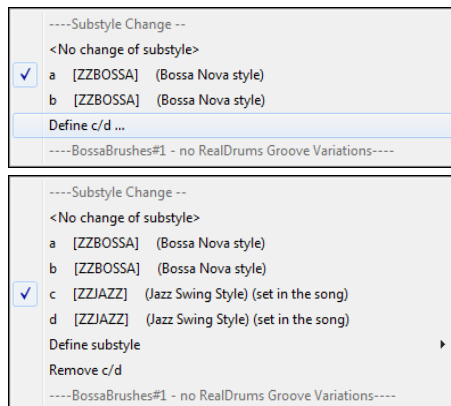 ----Substyle Change --
<No change of substyle>
a [ZZBOSSA] (Bossa Nova style)
b [ZZBOSSA] (Bossa Nova style)
Define c/d ...
----BossaBrushes#1 - no RealDrums Groove Variations----
----Substyle Change --
<No change of substyle>
a [ZZBOSSA] (Bossa Nova style)
b [ZZBOSSA] (Bossa Nova style)
c [ZZJAZZ] (Jazz Swing Style) (set in the song)
d [ZZJAZZ] (Jazz Swing Style) (set in the song)
Define substyle
Remove c/d
----BossaBrushes#1 - no RealDrums Groove Variations----